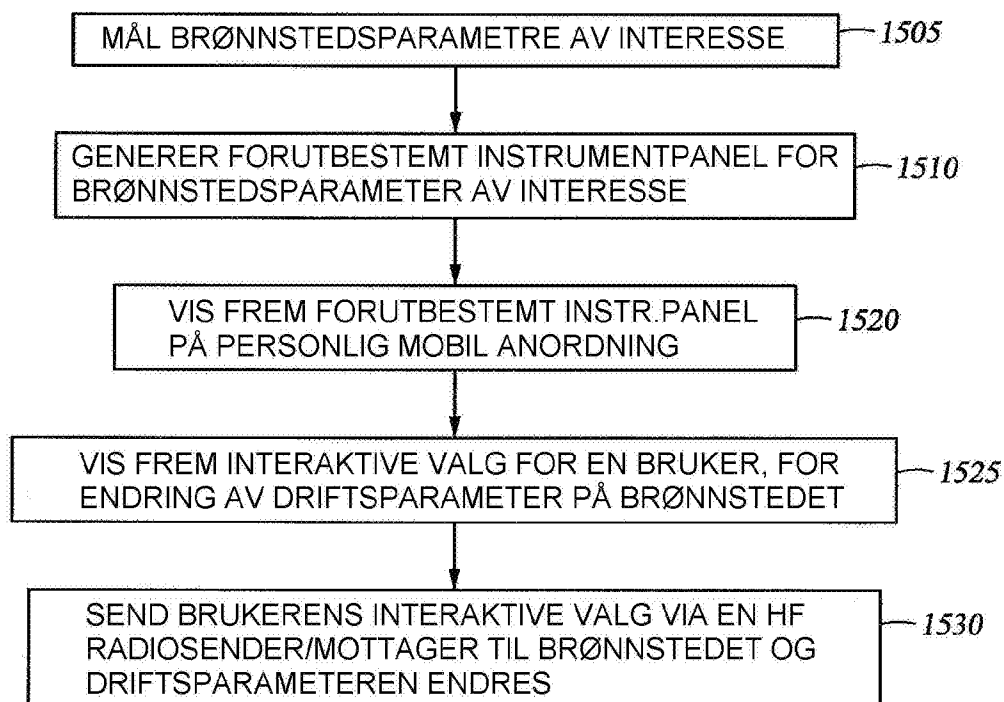 MÅL BRØNNSTEDSPARAMETRE AV INTERESSE
1505
GENERER FORUTBESTEMT INSTRUMENTPANEL FOR
BRØNNSTEDSPARAMETER AV INTERESSE
1510
VIS FREM FORUTBESTEMT INSTR.PANEL
PÅ PERSONLIG MOBIL ANORDNING
1520
VIS FREM INTERAKTIVE VALG FOR EN BRUKER, FOR
ENDRING AV DRIFTSPARAMETER PÅ BRØNNSTEDET
1525
SEND BRUKERENS INTERAKTIVE VALG VIA EN HF
RADIOSENDER/MOTTAGER TIL BRØNNSTEDET OG
DRIFTSPARAMETEREN ENDRES
1530